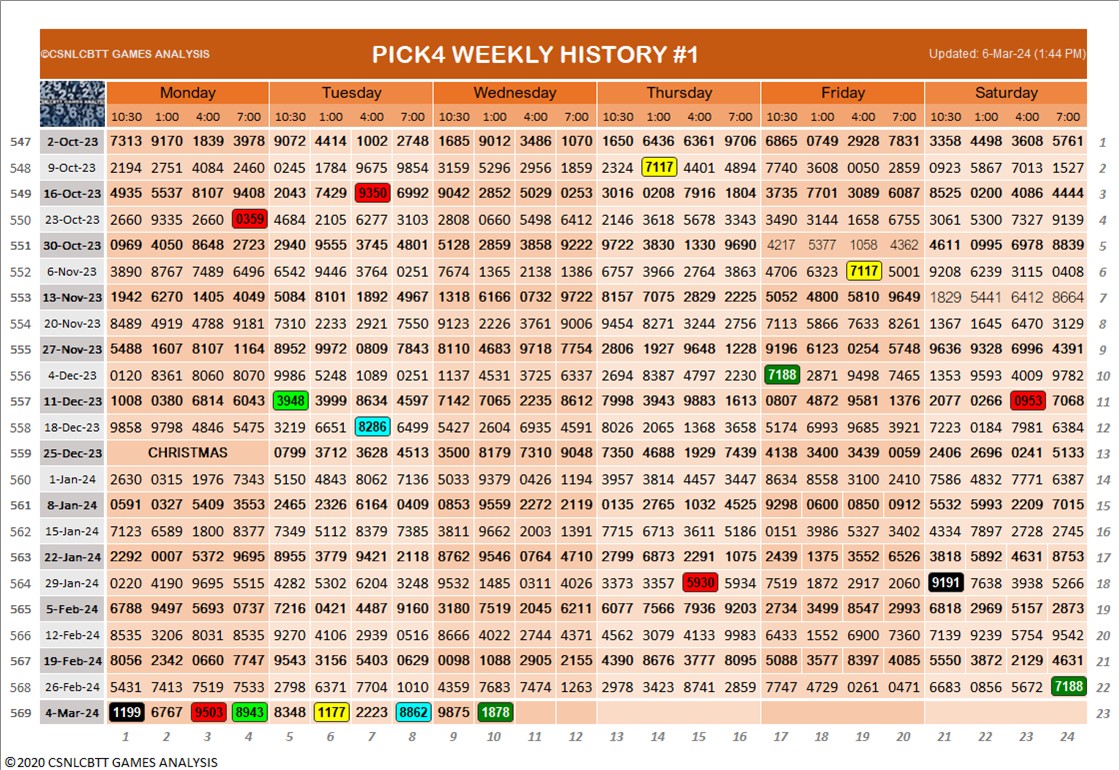 ©CSNLCBTT GAMES ANALYSIS PICK4 WEEKLY HISTORY #1 Updated: 6-Mar-24 (1:44 PM)
Monday Tuesday Wednesday Thursday Friday Saturday
10:30 1:00 4:00 7:00 10:30 1:00 4:00 7:00 10:30 1:00 4:00 7:00 10:30 1:00 4:00 7:00 10:30 1:00 4:00 7:00 10:30 1:00 4:00 7:00
547 2-Oct-23 7313 9170 1839 3978 9072 4414 1002 2748 1685 9012 3486 1070 1650 6436 6361 9706 6865 0749 2928 7831 3358 4498 3608 5761 1
548 9-Oct-23 2194 2751 4084 2460 0245 1784 9675 9854 3159 5296 2956 1859 2324 7117 4401 4894 7740 3608 0050 2859 0923 5867 7013 1527 2
549 16-Oct-23 4935 5537 8107 9408 2043 7429 9350 6992 9042 2852 5029 0253 3016 0208 7916 1804 3735 7701 3089 6087 8525 0200 4086 4444 3
550 23-Oct-23 2660 9335 2660 0359 4684 2105 6277 3103 2808 0660 5498 6412 2146 3618 5678 3343 3490 3144 1658 6755 3061 5300 7327 9139 4
551 30-Oct-23 0969 4050 8648 2723 2940 9555 3745 4801 5128 2859 3858 9222 9722 3830 1330 9690 4217 5377 1058 4362 4611 0995 6978 8839 5
552 6-Nov-23 3890 8767 7489 6496 6542 9446 3764 0251 7674 1365 2138 1386 6757 3966 2764 3863 4706 6323 7117 5001 9208 6239 3115 0408 6
553 13-Nov-23 1942 6270 1405 4049 5084 8101 1892 4967 1318 6166 0732 9722 8157 7075 2829 2225 5052 4800 5810 9649 1829 5441 6412 8664 7
554 20-Nov-23 8489 4919 4788 9181 7310 2233 2921 7550 9123 2226 3761 9006 9454 8271 3244 2756 7113 5866 7633 8261 1367 1645 6470 3129 8
555 27-Nov-23 5488 1607 8107 1164 8952 9972 0809 7843 8110 4683 9718 7754 2806 1927 9648 1228 9196 6123 0254 5748 9636 9328 6996 4391 9
556 4-Dec-23 0120 8361 8060 8070 9986 5248 1089 0251 1137 4531 3725 6337 2694 8387 4797 2230 7188 2871 9498 7465 1353 9593 4009 9782 10
557 11-Dec-23 1008 0380 6814 6043 3948 3999 8634 4597 7142 7065 2235 8612 7998 3943 9883 1613 0807 4872 9581 1376 2077 0266 0953 7068 11
558 18-Dec-23 9858 9798 4846 5475 3219 6651 8286 6499 5427 2604 6935 4591 8026 2065 1368 3658 5174 6993 9685 3921 7223 0184 7981 6384 12
559 25-Dec-23 CHRISTMAS 0799 3712 3628 4513 3500 8179 7310 9048 7350 4688 1929 7439 4138 3400 3439 0059 2406 2696 0241 5133 13
560 1-Jan-24 2630 0315 1976 7343 5150 4843 8062 7136 5033 9379 0426 1194 3957 3814 4457 3447 8634 8558 3100 2410 7586 4832 7771 6387 14
561 8-Jan-24 0591 0327 5409 3553 2465 2326 6164 0409 0853 9559 2272 2119 0135 2765 1032 4525 9298 0600 0850 0912 5532 5993 2209 7015 15
562 15-Jan-24 7123 6589 1800 8377 7349 5112 8379 7385 3811 9662 2003 1391 7715 6713 3611 5186 0151 3986 5327 3402 4334 7897 2728 2745 16
563 22-Jan-24 2292 0007 5372 9695 8955 3779 9421 2118 8762 9546 0764 4710 2799 6873 2291 1075 2439 1375 3552 6526 3818 5892 4631 8753 17
564 29-Jan-24 0220 4190 9695 5515 4282 5302 6204 3248 9532 1485 0311 4026 3373 3357 5930 5934 7519 1872 2917 2060 9191 7638 3938 5266 18
565 5-Feb-24 6788 9497 5693 0737 7216 0421 4487 9160 3180 7519 2045 6211 6077 7566 7936 9203 2734 3499 8547 2993 6818 2969 5157 2873 19
566 12-Feb-24 8535 3206 8031 8535 9270 4106 2939 0516 8666 4022 2744 4371 4562 3079 4133 9983 6433 1552 6900 7360 7139 9239 5754 9542 20
567 19-Feb-24 8056 2342 0660 7747 9543 3156 5403 0629 0098 1088 2905 2155 4390 8676 3777 8095 5088 3577 8397 4085 5550 3872 2129 4631 21
568 26-Feb-24 5431 7413 7519 7533 2798 6371 7704 1010 4359 7683 7474 1263 2978 3423 8741 2859 7747 4729 0261 0471 6683 0856 5672 7188 22
569 4-Mar-24 1199 6767 9503 8943 8348 1177 2223 8862 9875 1878 23
1 2 3 4 5 6 7 8 9 10 11 12 13 14 15 16 17 18 19 20 21 22 23 24
©2020 CSNLCBTT GAMES ANALYSIS